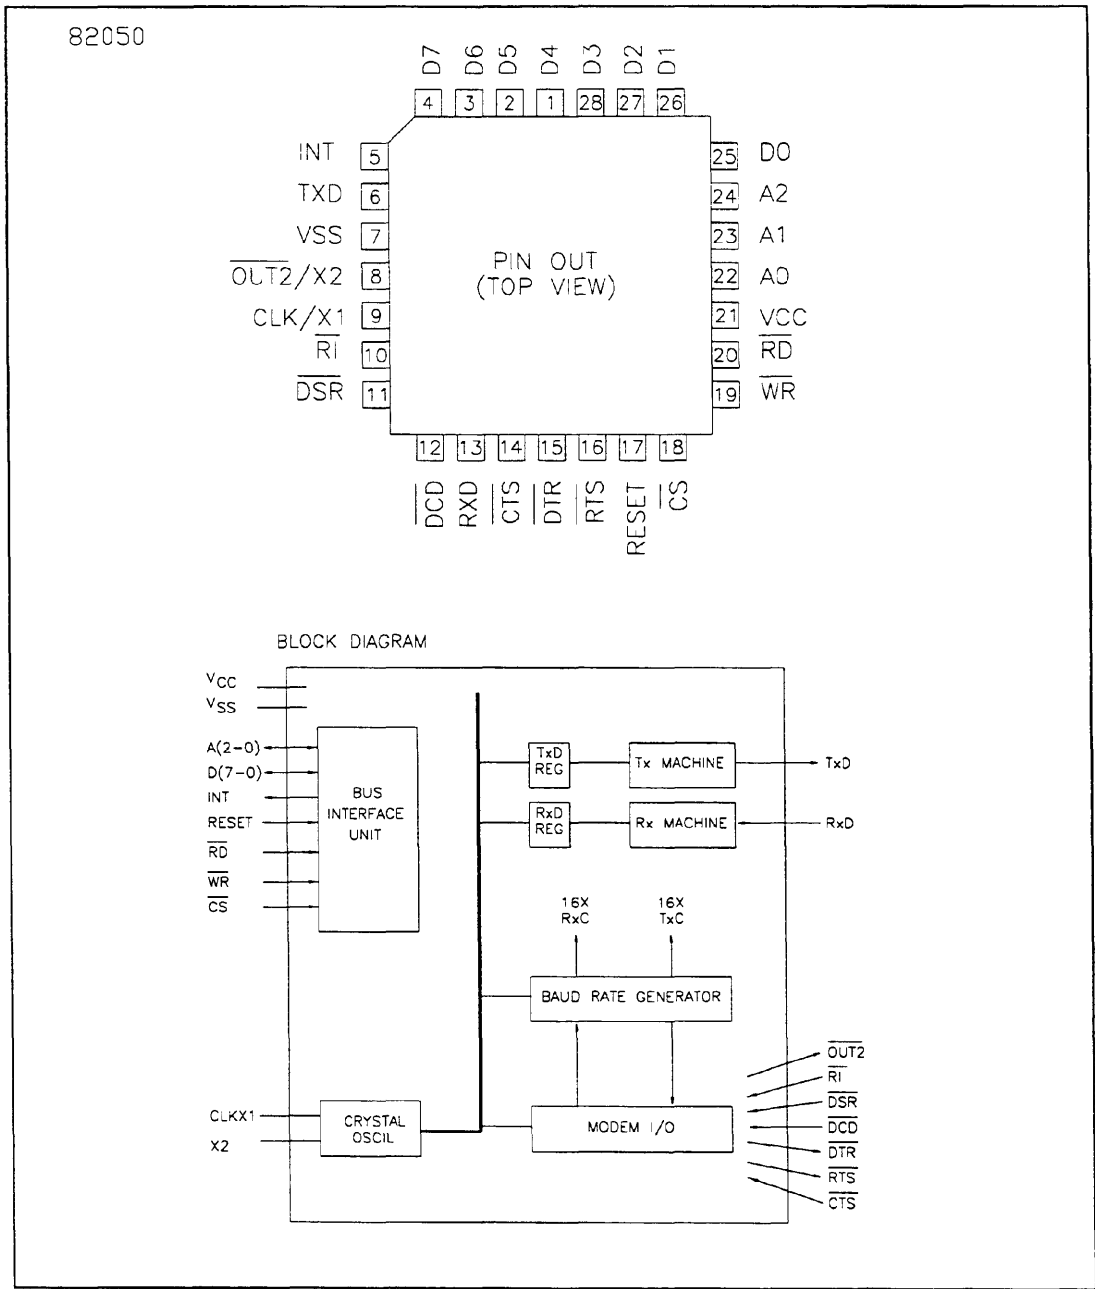 82050
D7 D6 D5 D4 D3 D2 D1
4 3 2 1 28 27 26
INT 5
TXD 6
VSS 7
OUT2/X2 8
CLK/X1 9
RI 10
DSR 11
25 D0
24 A2
23 A1
22 A0
21 VCC
20 RD
19 WR
PIN OUT
(TOP VIEW)
12 13 14 15 16 17 18
DCD RXD CTS DTR RTS RESET CS
BLOCK DIAGRAM
VCC
VSS
A(2-0)
D(7-0)
INT
RESET
RD
WR
CS
BUS
INTERFACE
UNIT
TxD
REG
Tx MACHINE
TxD
RxD
REG
Rx MACHINE
RxD
16X
RxC
16X
TxC
BAUD RATE GENERATOR
MODEM I/O
OUT2
RI
DSR
DCD
DTR
RTS
CTS
CLKX1
X2
CRYSTAL
OSCIL